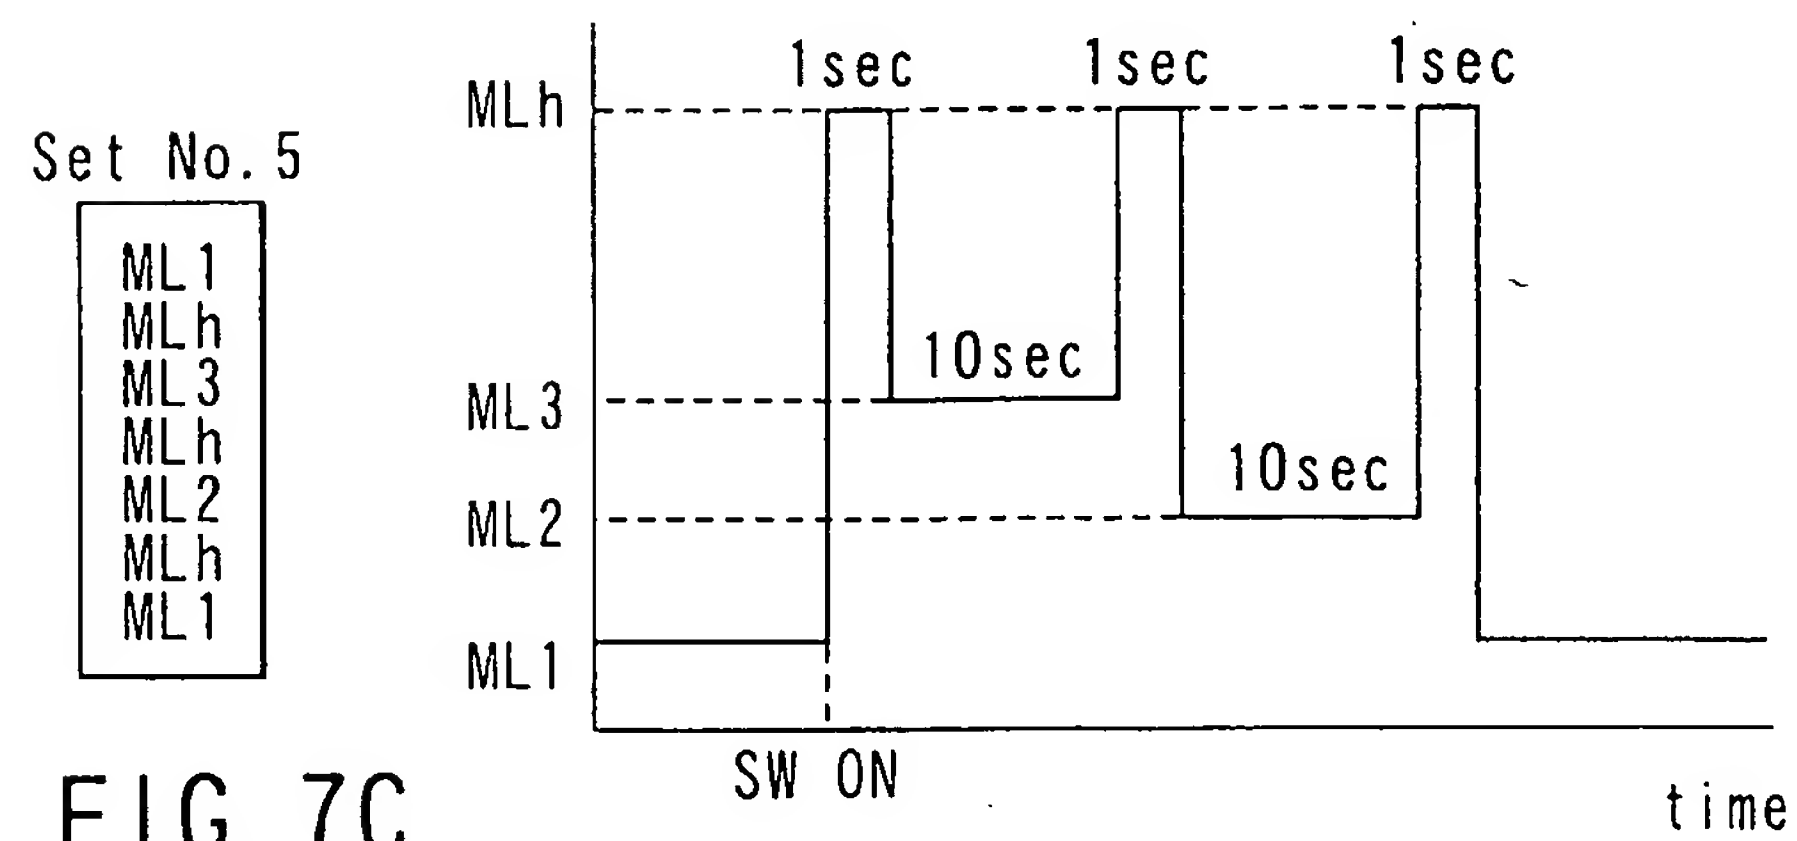 Set No. 5
ML1
MLh
ML3
MLh
ML2
MLh
ML1
1sec 1sec 1sec
MLh
10sec
ML3
10sec
ML2
ML1
SW ON
time
FIG 7C